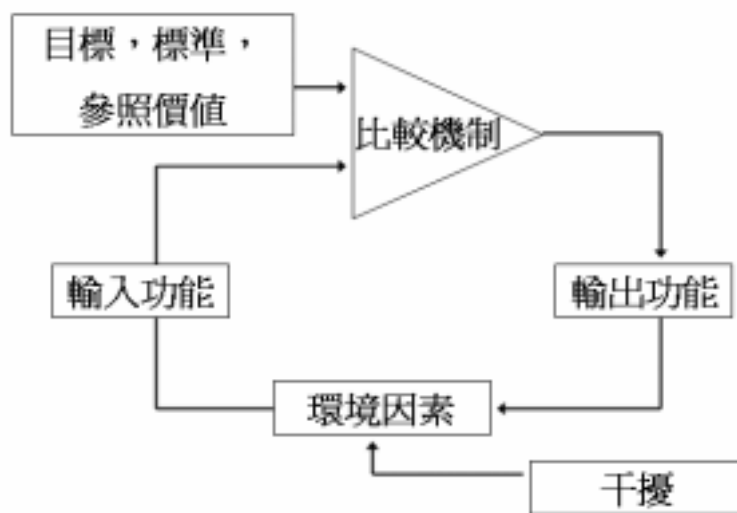 目標，標準，
參照價值
比較機制
輸入功能
輸出功能
環境因素
干擾